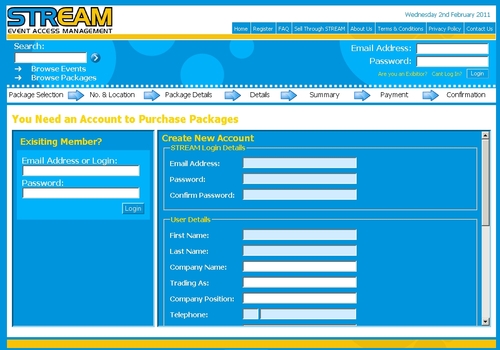 STREAM
EVENT ACCESS MANAGEMENT
Wednesday 2nd February 2011
Home Register FAQ Sell Through STREAM About Us Terms & Conditions Privacy Policy Contact Us
Search:
Browse Events
Browse Packages
Email Address:
Password:
Are you an Exibitor? Cant Log In? Login
Package Selection No. & Location Package Details Details Summary Payment Confirmation
You Need an Account to Purchase Packages
Exisiting Member?
Email Address or Login:
Password:
Login
Create New Account
STREAM Login Details
Email Address:
Password:
Confirm Password:
User Details
First Name:
Last Name:
Company Name:
Trading As:
Company Position:
Telephone: